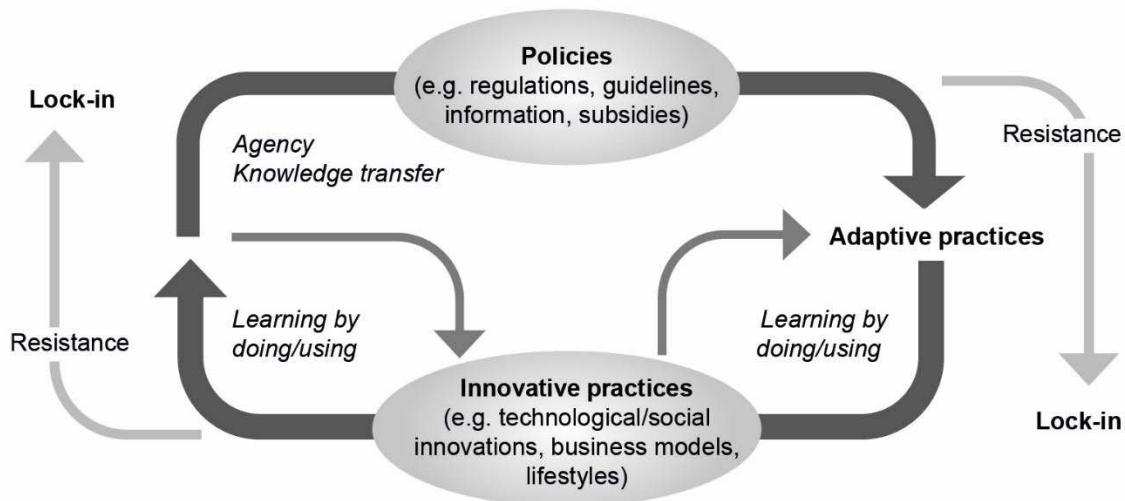 Policies
(e.g. regulations, guidelines,
information, subsidies)
Lock-in
Agency
Knowledge transfer
Resistance
Adaptive practices
Resistance
Learning by
doing/using
Learning by
doing/using
Innovative practices
(e.g. technological/social
innovations, business models,
lifestyles)
Lock-in